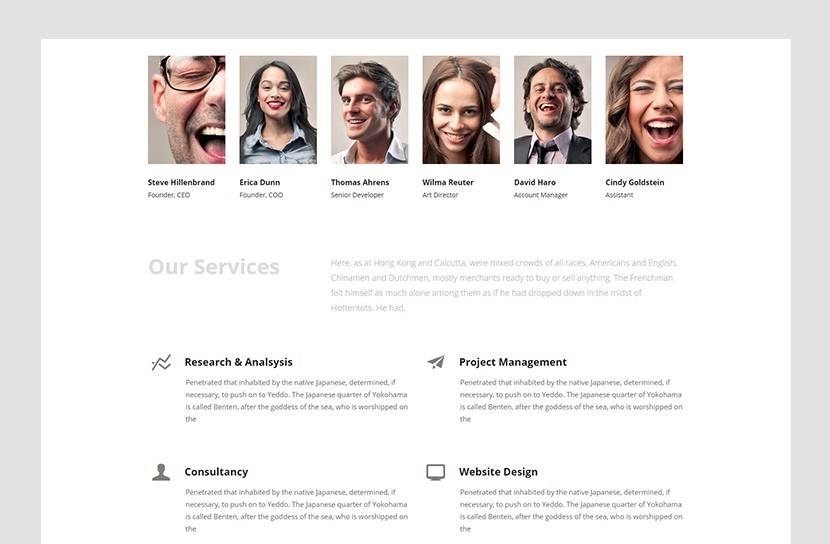 Steve Hillenbrand
Founder, CEO
Erica Dunn
Founder, COO
Thomas Ahrens
Senior Developer
Wilma Reuter
Art Director
David Haro
Account Manager
Cindy Goldstein
Assistant
Our Services
Here, as at Hong Kong and Calcutta, were mixed crowds of all races, Americans and English,
Chinamen and Dutchmen, mostly merchants ready to buy or sell anything. The Frenchman
felt himself as much alone among them as if he had dropped down in the midst of
Hottentots. He had,
Research & Analsysis
Penetrated that inhabited by the native Japanese, determined, if
necessary, to push on to Yeddo. The Japanese quarter of Yokohama
is called Benten, after the goddess of the sea, who is worshipped on
the
Project Management
Penetrated that inhabited by the native Japanese, determined, if
necessary, to push on to Yeddo. The Japanese quarter of Yokohama
is called Benten, after the goddess of the sea, who is worshipped on
the
Consultancy
Penetrated that inhabited by the native Japanese, determined, if
necessary, to push on to Yeddo. The Japanese quarter of Yokohama
is called Benten, after the goddess of the sea, who is worshipped on
the
Website Design
Penetrated that inhabited by the native Japanese, determined, if
necessary, to push on to Yeddo. The Japanese quarter of Yokohama
is called Benten, after the goddess of the sea, who is worshipped on
the